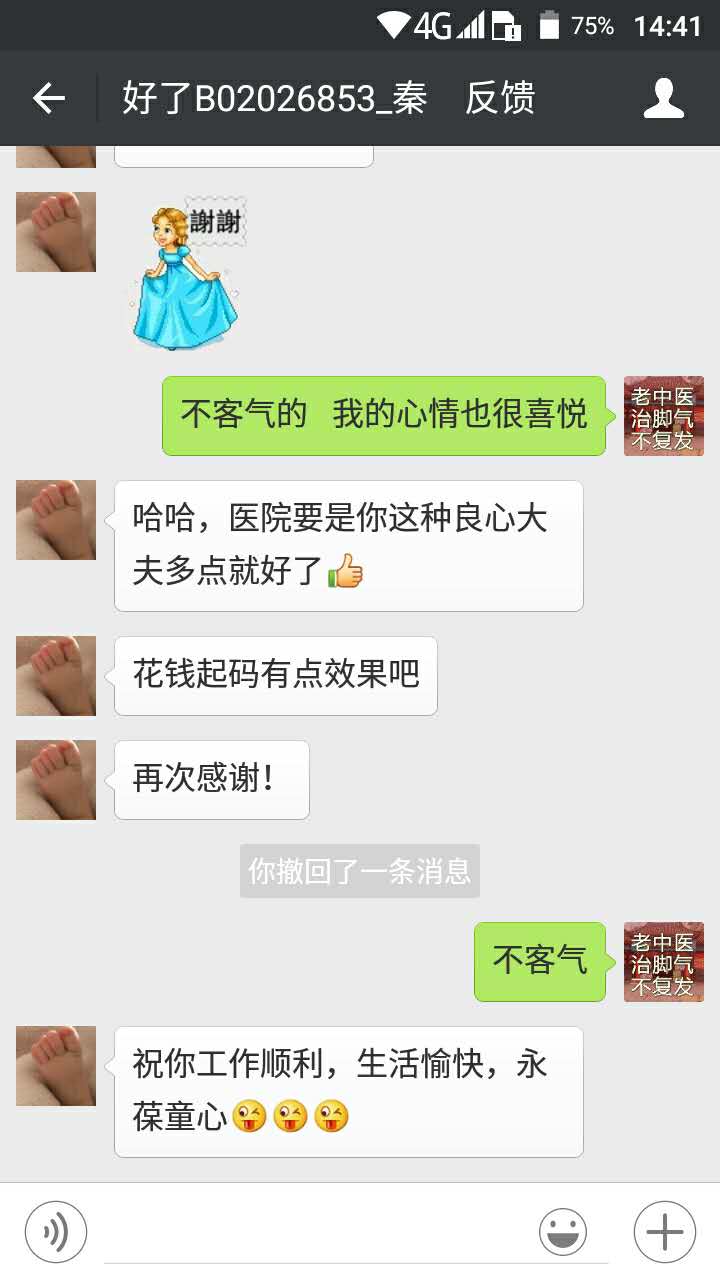 4G 75% 14:41
好了B02026853_秦 反馈
謝謝
不客气的 我的心情也很喜悦
老中医
治脚气
不复发
哈哈，医院要是你这种良心大
夫多点就好了👍
花钱起码有点效果吧
再次感谢！
你撤回了一条消息
不客气
老中医
治脚气
不复发
祝你工作顺利，生活愉快，永
葆童心😜😜😜